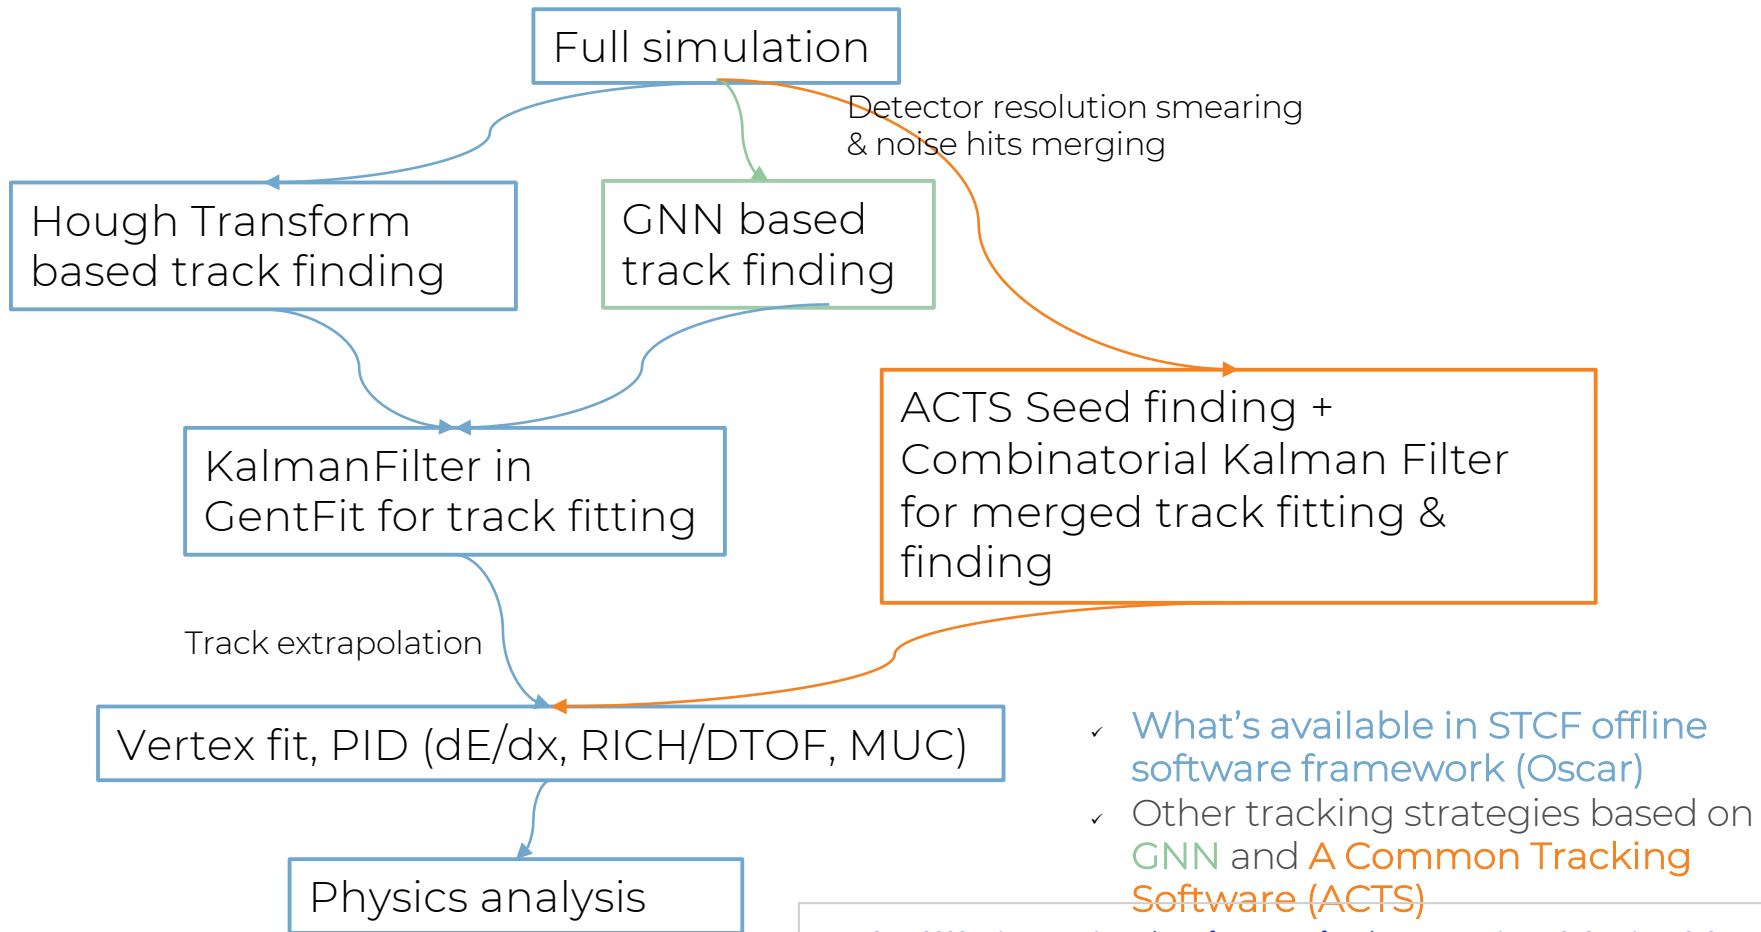 Full simulation
Detector resolution smearing
& noise hits merging
Hough Transform
based track finding
GNN based
track finding
ACTS Seed finding +
Combinatorial Kalman Filter
for merged track fitting &
finding
KalmanFilter in
GentFit for track fitting
Track extrapolation
Vertex fit, PID (dE/dx, RICH/DTOF, MUC)
Physics analysis
✓ What's available in STCF offline
software framework (Oscar)
✓ Other tracking strategies based on
GNN and A Common Tracking
Software (ACTS)